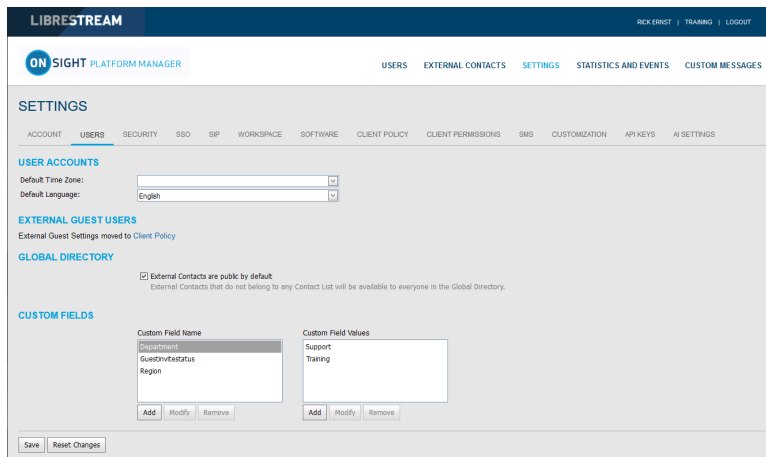 LIBRESTREAM
RICK ERNST | TRAINING | LOGOUT
ON SIGHT PLATFORM MANAGER
USERS EXTERNAL CONTACTS SETTINGS STATISTICS AND EVENTS CUSTOM MESSAGES
SETTINGS
ACCOUNT USERS SECURITY SSO SIP WORKSPACE SOFTWARE CLIENT POLICY CLIENT PERMISSIONS SMS CUSTOMIZATION API KEYS AI SETTINGS
USER ACCOUNTS
Default Time Zone:
Default Language: English
EXTERNAL GUEST USERS
External Guest Settings moved to Client Policy
GLOBAL DIRECTORY
External Contacts are public by default
External Contacts that do not belong to any Contact List will be available to everyone in the Global Directory.
CUSTOM FIELDS
Custom Field Name
Department
Guestinvitestatus
Region
Add Modify Remove
Custom Field Values
Support
Training
Add Modify Remove
Save Reset Changes